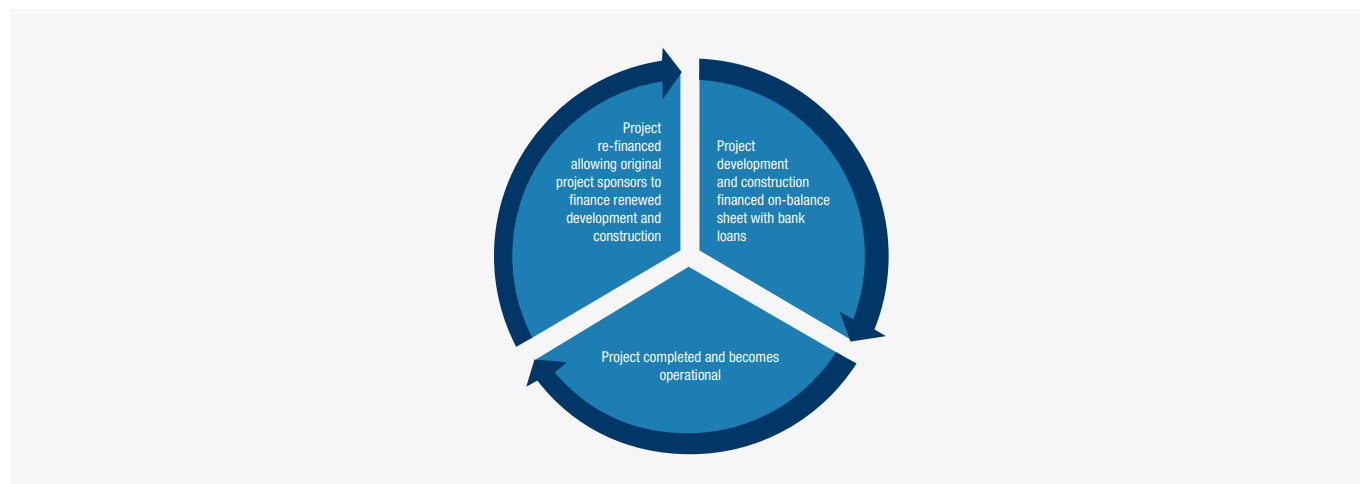 Project
re-financed
allowing original
project sponsors to
finance renewed
development and
construction
Project
development
and construction
financed on-balance
sheet with bank
loans
Project completed and becomes
operational